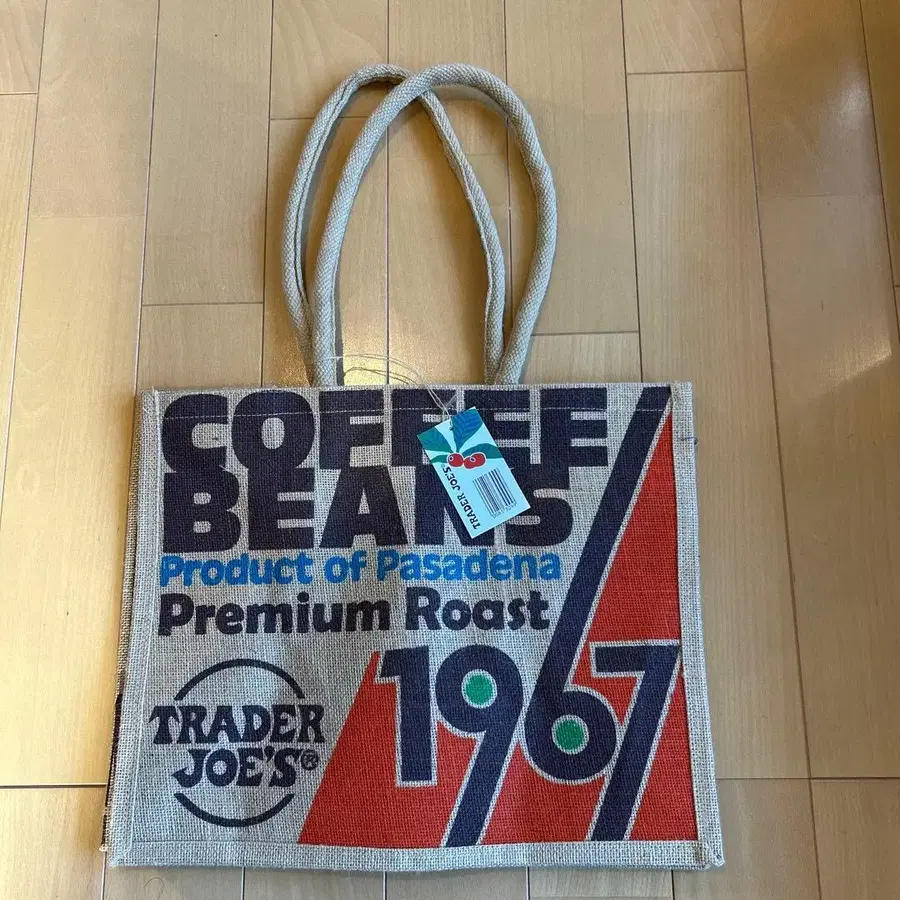 COFFEE
BEANS
Product of Pasadena
Premium Roast
1967
TRADER
JOE'S®
TRADER JOE'S